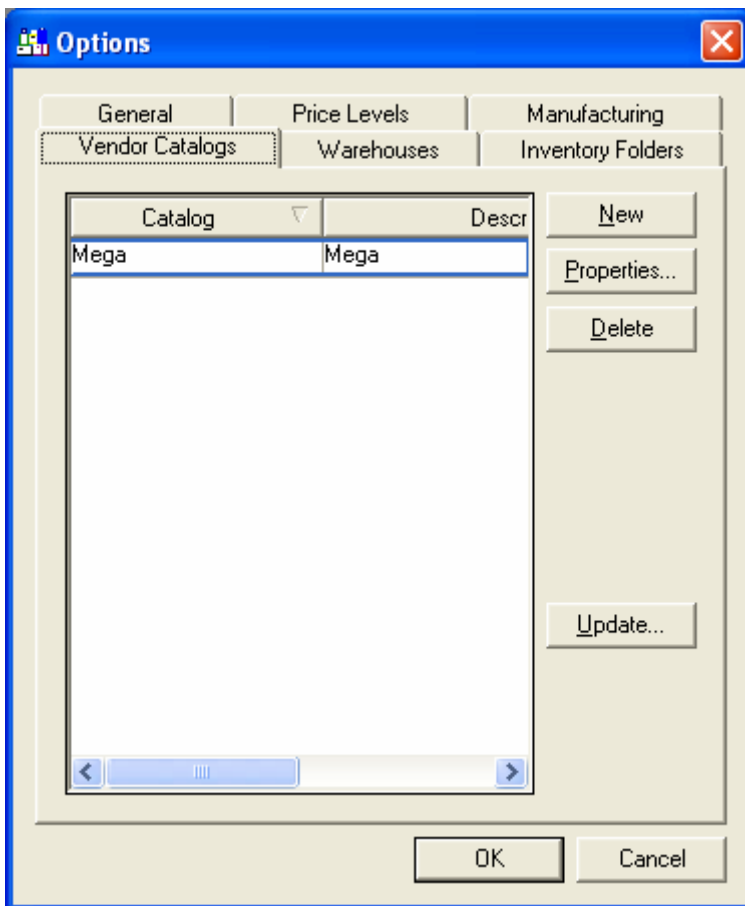 Options
General Price Levels Manufacturing
Vendor Catalogs Warehouses Inventory Folders
Catalog Descr
Mega Mega
New
Properties...
Delete
Update...
OK Cancel